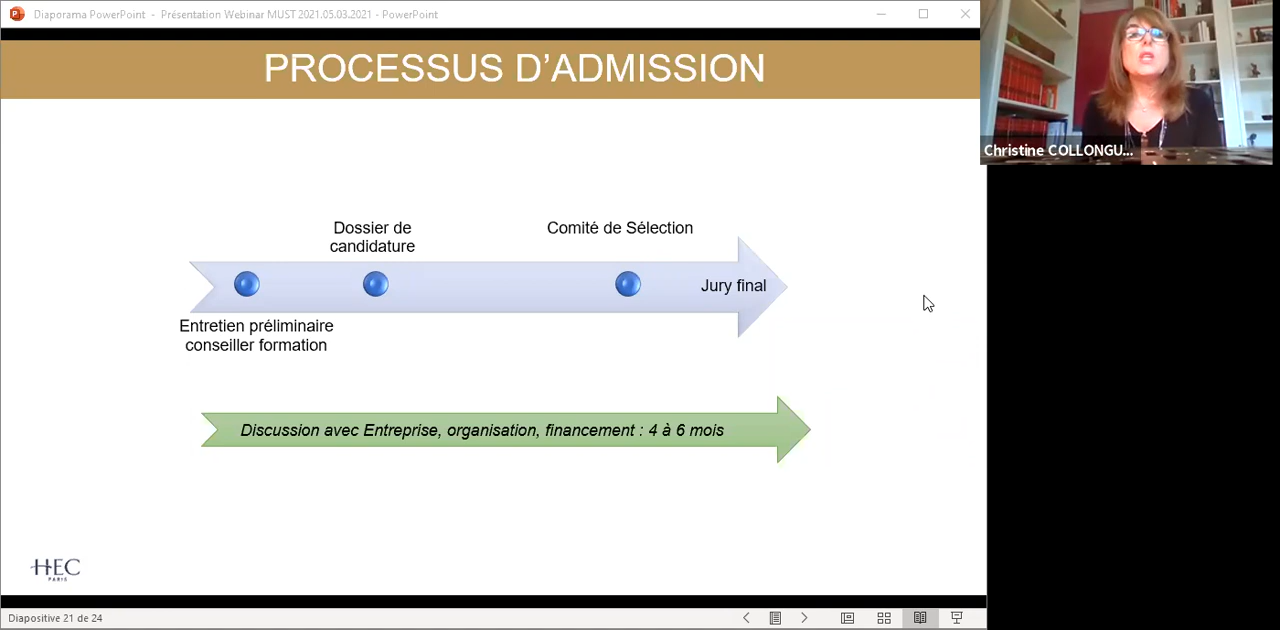 Diaporama PowerPoint - Présentation Webinar MUST 2021.05.03.2021 - PowerPoint
PROCESSUS D’ADMISSION
Christine COLLONGU...
Dossier de
candidature
Comité de Sélection
Jury final
Entretien préliminaire
conseiller formation
Discussion avec Entreprise, organisation, financement : 4 à 6 mois
HEC
PARIS
Diapositive 21 de 24